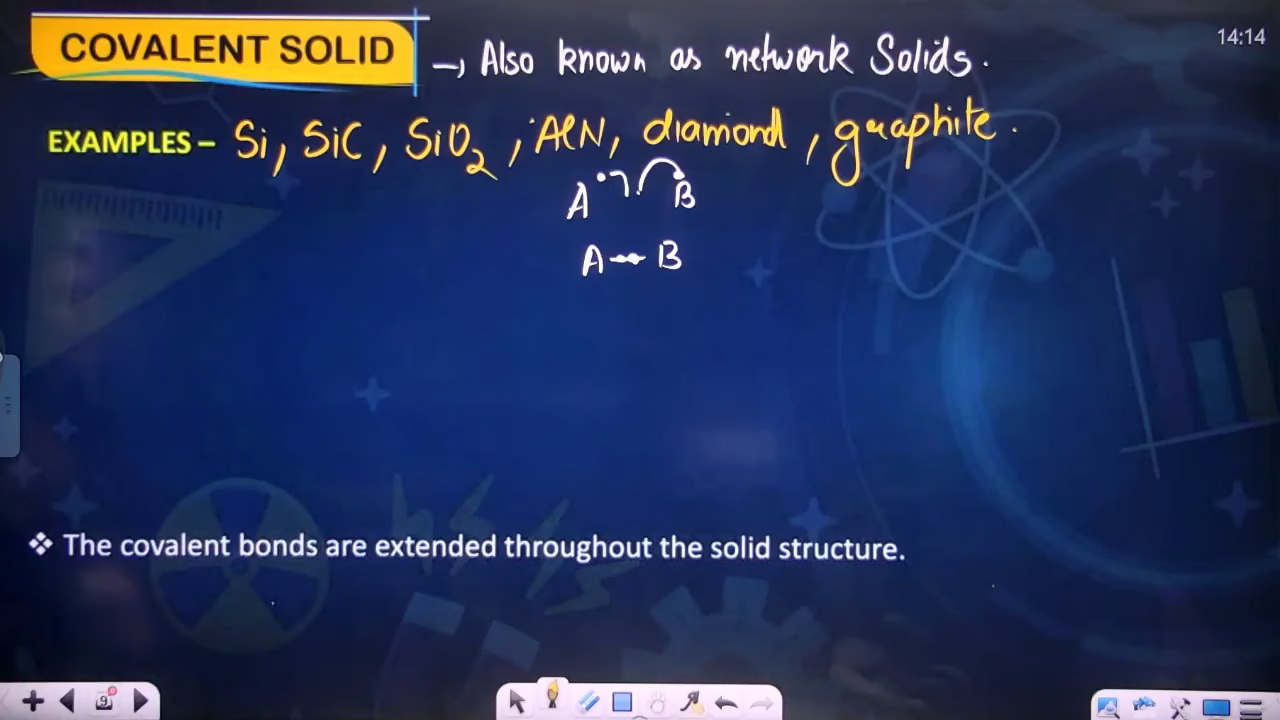 COVALENT SOLID → Also known as network Solids.
14:14
EXAMPLES – Si, SiC, SiO2, AlN, diamond, graphite.
A B
A B
❖ The covalent bonds are extended throughout the solid structure.
9